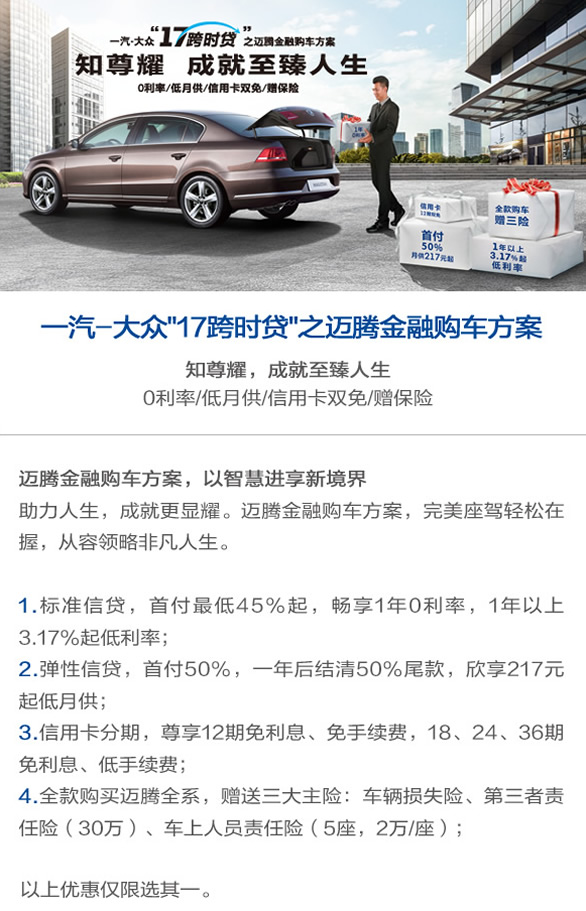 一汽-大众“17跨时贷”之迈腾金融购车方案
知尊耀 成就至臻人生
0利率/低月供/信用卡双免/赠保险
1年
0利率
信用卡
12期双免
首付
50%
月供217元起
全款购车
赠三险
1年以上
3.17%起
低利率
一汽-大众"17跨时贷"之迈腾金融购车方案
知尊耀，成就至臻人生
0利率/低月供/信用卡双免/赠保险
迈腾金融购车方案，以智慧进享新境界
助力人生，成就更显耀。迈腾金融购车方案，完美座驾轻松在
握，从容领略非凡人生。
1.标准信贷，首付最低45%起，畅享1年0利率，1年以上
3.17%起低利率；
2.弹性信贷，首付50%，一年后结清50%尾款，欣享217元
起低月供；
3.信用卡分期，尊享12期免利息、免手续费，18、24、36期
免利息、低手续费；
4.全款购买迈腾全系，赠送三大主险：车辆损失险、第三者责
任险（30万）、车上人员责任险（5座，2万/座）；
以上优惠仅限选其一。